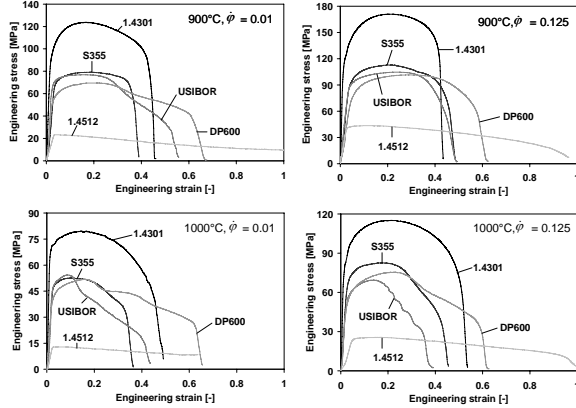 140
120
100
80
60
40
20
0
Engineering stress [MPa]
900°C, φ̇ = 0.01
1.4301
S355
USIBOR
DP600
1.4512
0 0.2 0.4 0.6 0.8 1
Engineering strain [-]
180
150
120
90
60
30
0
Engineering stress [MPa]
900°C, φ̇ = 0.125
1.4301
S355
USIBOR
DP600
1.4512
0 0.2 0.4 0.6 0.8 1
Engineering strain [-]
90
75
60
45
30
15
0
Engineering stress [MPa]
1000°C, φ̇ = 0.01
1.4301
S355
USIBOR
DP600
1.4512
0 0.2 0.4 0.6 0.8 1
Engineering strain [-]
120
90
60
30
0
Engineering stress [MPa]
1000°C, φ̇ = 0.125
S355
1.4301
USIBOR
DP600
1.4512
0 0.2 0.4 0.6 0.8 1
Engineering strain [-]